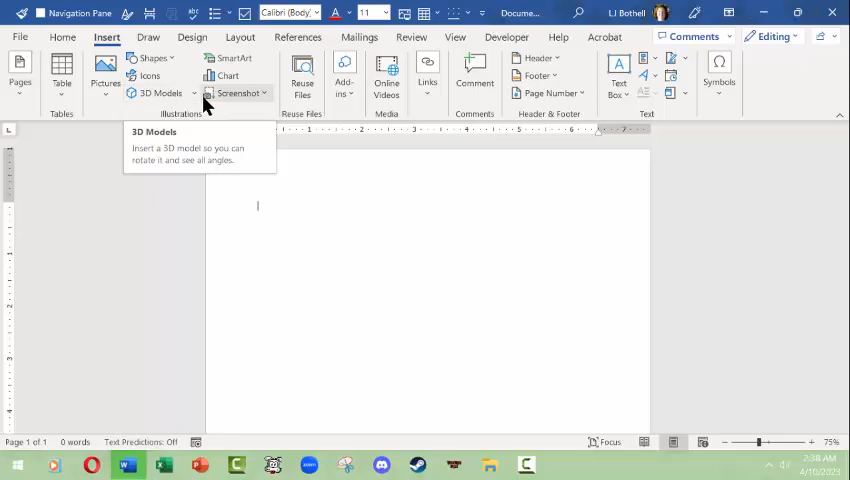 Navigation Pane
Calibri (Body)
11
Docume...
LJ Bothell
File
Home
Insert
Draw
Design
Layout
References
Mailings
Review
View
Developer
Help
Acrobat
Comments
Editing
Pages
Table
Tables
Pictures
Shapes
Icons
3D Models
SmartArt
Chart
Screenshot
Illustrations
Reuse
Files
Reuse Files
Add-
ins
Links
Online
Videos
Media
Comment
Comments
Header
Footer
Page Number
Header & Footer
Text
Box
Text
Symbols
3D Models
Insert a 3D model so you can
rotate it and see all angles.
Page 1 of 1
0 words
Text Predictions: Off
Focus
75%
2:38 AM
4/10/2023